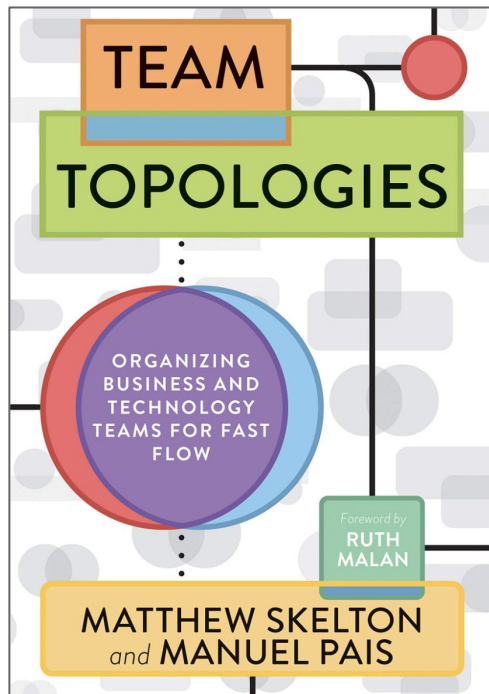 TEAM
TOPOLOGIES
ORGANIZING
BUSINESS AND
TECHNOLOGY
TEAMS FOR FAST
FLOW
Foreword by
RUTH
MALAN
MATTHEW SKELTON
and MANUEL PAIS